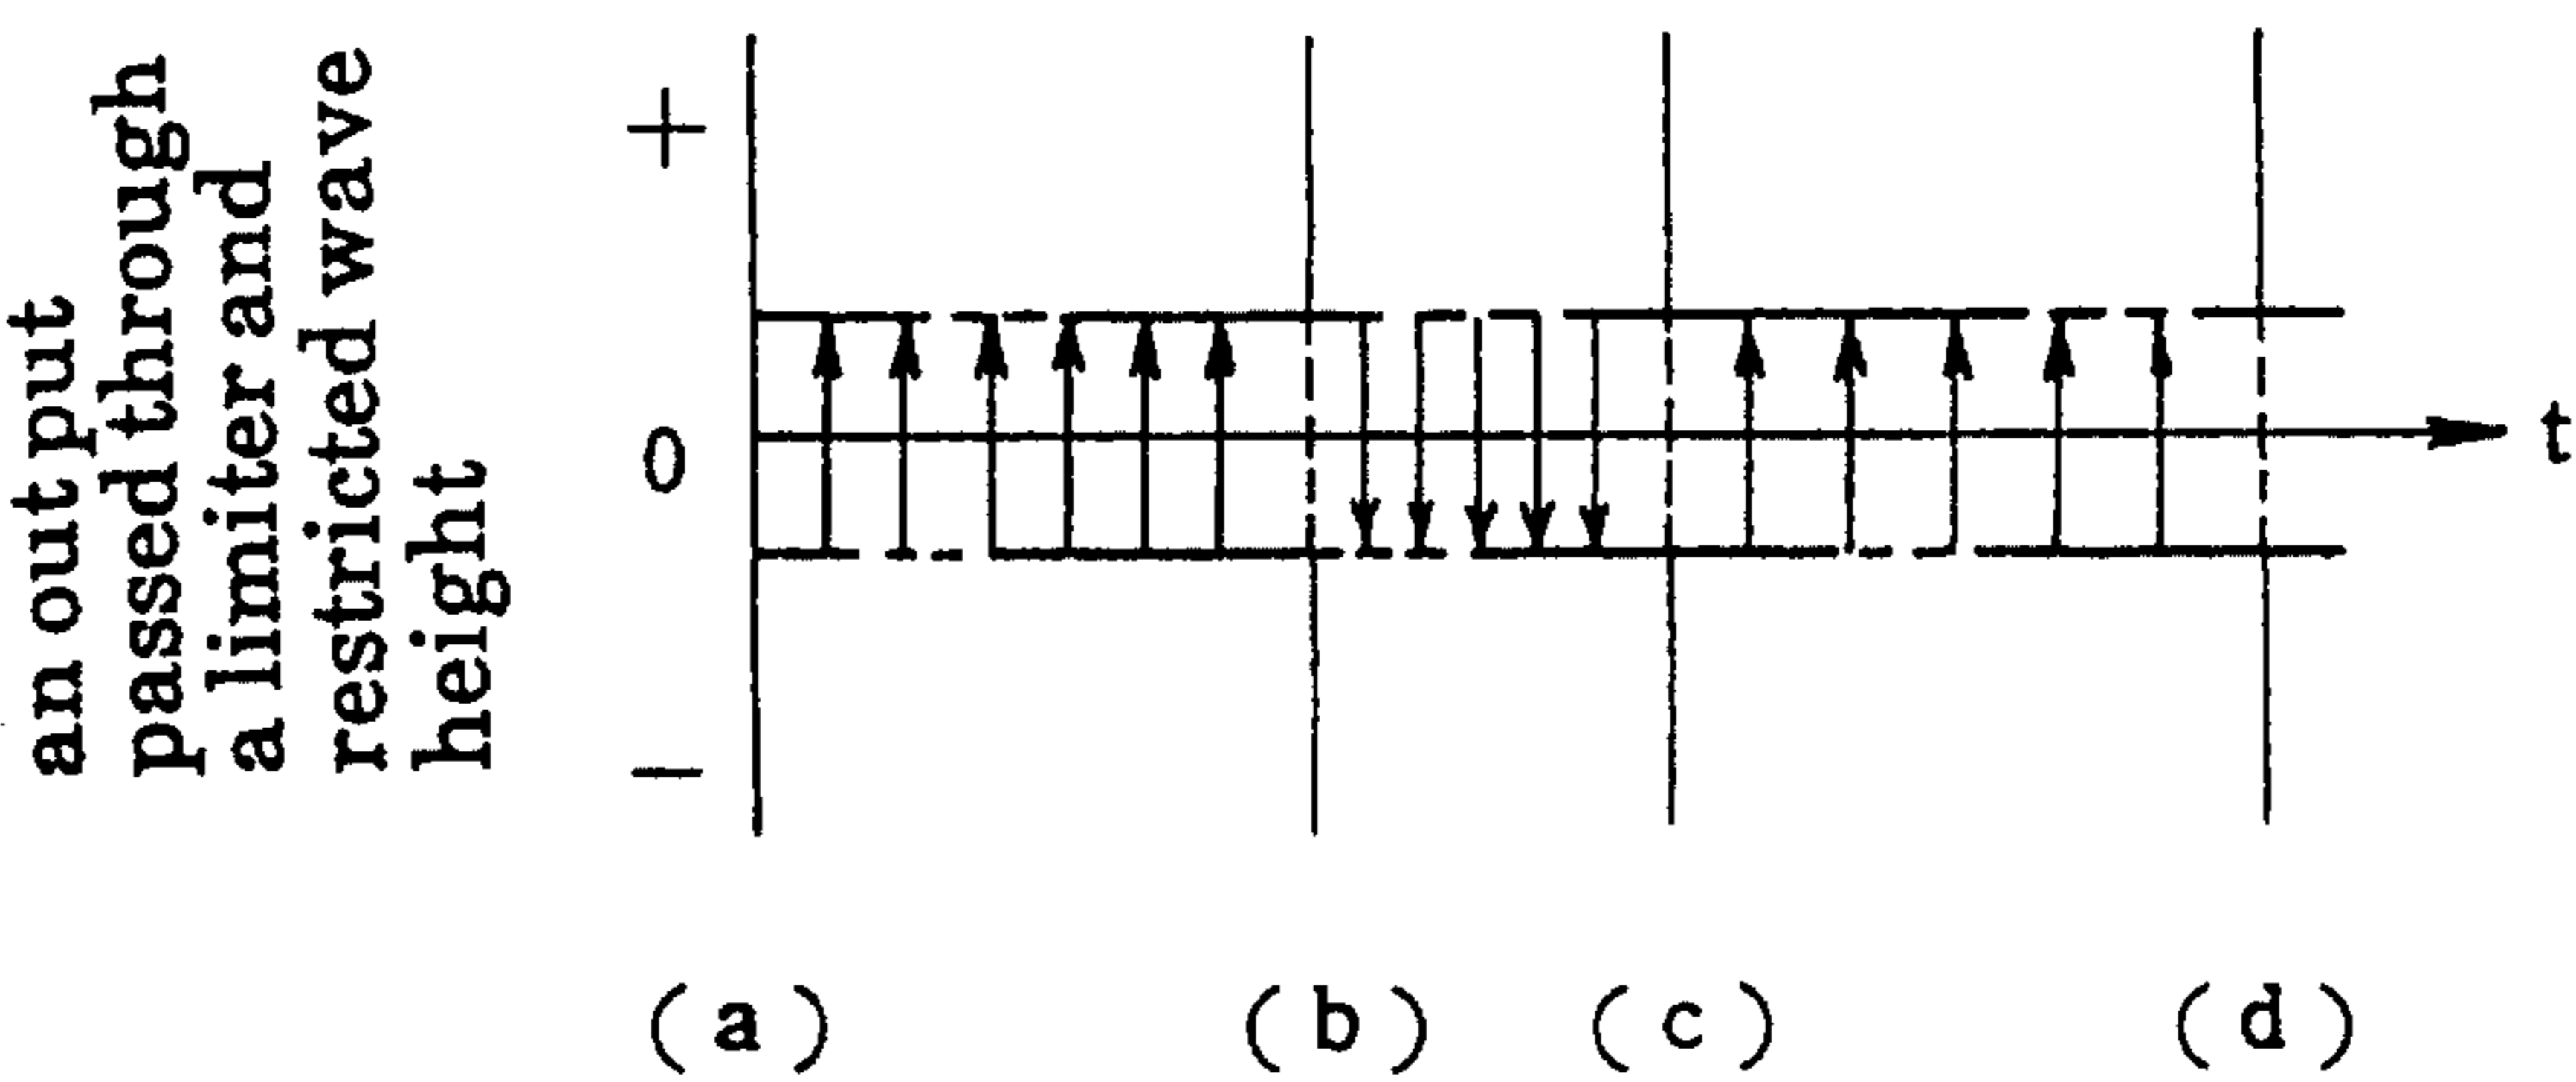 an out put
passed through
a limiter and
restricted wave
height
+
0
−
t
(a)
(b)
(c)
(d)